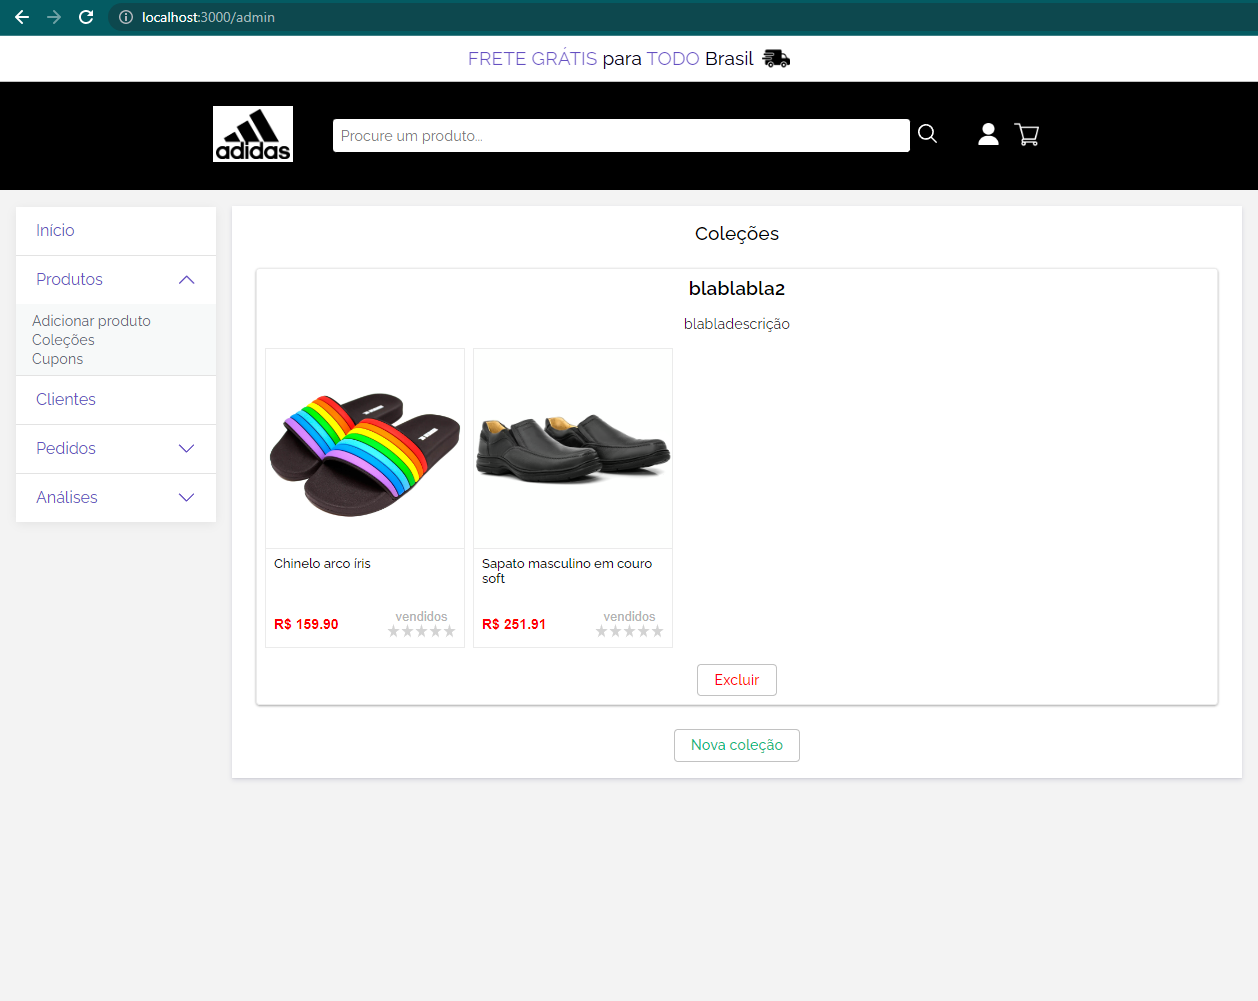 localhost:3000/admin
FRETE GRÁTIS para TODO Brasil
adidas
Procure um produto...
Início
Produtos
Adicionar produto
Coleções
Cupons
Clientes
Pedidos
Análises
Coleções
blablabla2
blabladescrição
Chinelo arco íris
R$ 159.90
vendidos
Sapato masculino em couro
soft
R$ 251.91
vendidos
Excluir
Nova coleção